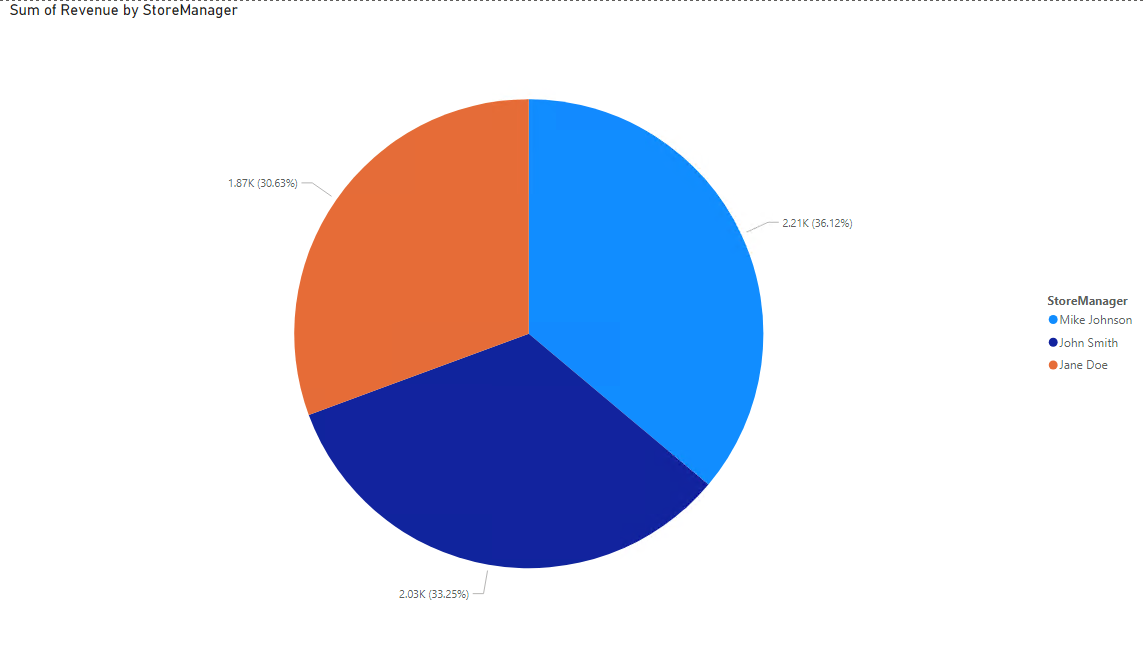 Sum of Revenue by StoreManager
1.87K (30.63%)
2.21K (36.12%)
2.03K (33.25%)
StoreManager
Mike Johnson
John Smith
Jane Doe